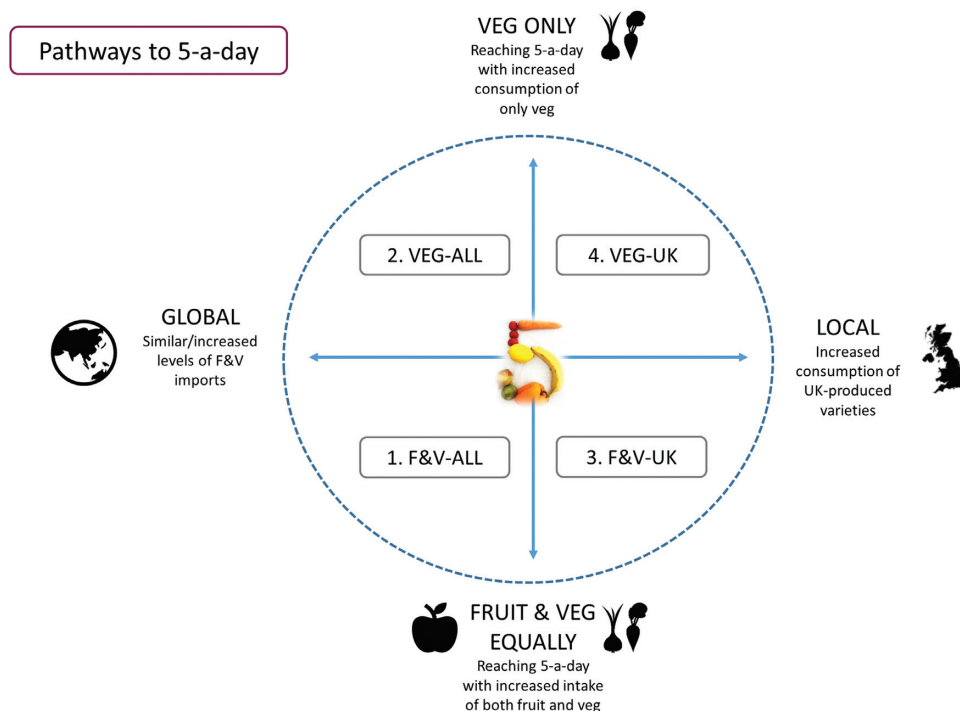 Pathways to 5-a-day
VEG ONLY
Reaching 5-a-day
with increased
consumption of
only veg
2. VEG-ALL
4. VEG-UK
GLOBAL
Similar/increased
levels of F&V
imports
LOCAL
Increased
consumption of
UK-produced
varieties
1. F&V-ALL
3. F&V-UK
FRUIT & VEG
EQUALLY
Reaching 5-a-day
with increased intake
of both fruit and veg